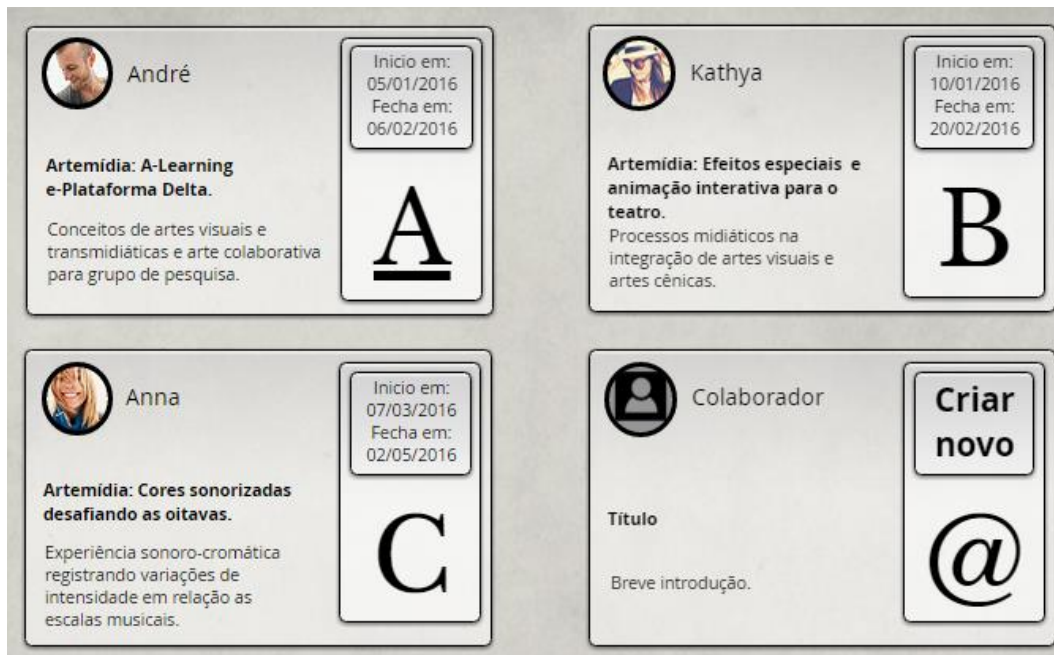 André
Inicio em:
05/01/2016
Fecha em:
06/02/2016
Artemídia: A-Learning
e-Plataforma Delta.
Conceitos de artes visuais e
transmidiáticas e arte colaborativa
para grupo de pesquisa.
A
Kathya
Inicio em:
10/01/2016
Fecha em:
20/02/2016
Artemídia: Efeitos especiais e
animação interativa para o
teatro.
Processos midiáticos na
integração de artes visuais e
artes cênicas.
B
Anna
Inicio em:
07/03/2016
Fecha em:
02/05/2016
Artemídia: Cores sonorizadas
desafiando as oitavas.
Experiência sonoro-cromática
registrando variações de
intensidade em relação as
escalas musicais.
C
Colaborador
Criar
novo
Título
Breve introdução.
@